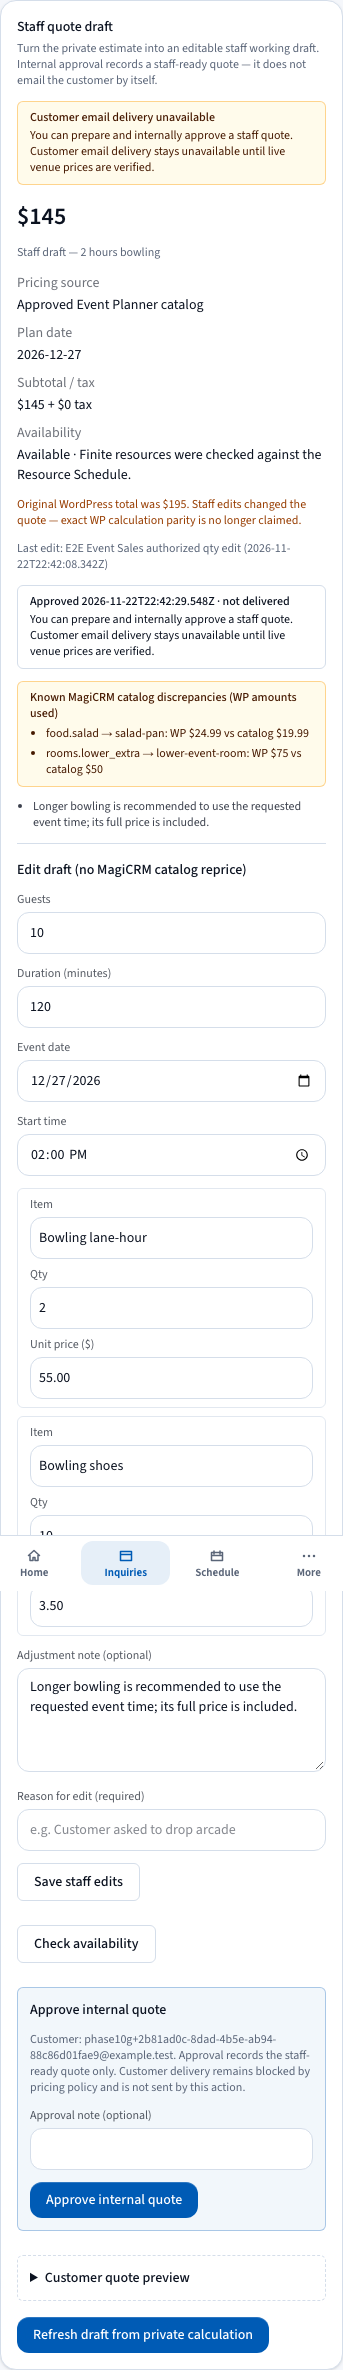 Staff quote draft
Turn the private estimate into an editable staff working draft.
Internal approval records a staff-ready quote — it does not
email the customer by itself.
Customer email delivery unavailable
You can prepare and internally approve a staff quote.
Customer email delivery stays unavailable until live
venue prices are verified.
$145
Staff draft — 2 hours bowling
Pricing source
Approved Event Planner catalog
Plan date
2026-12-27
Subtotal / tax
$145 + $0 tax
Availability
Available · Finite resources were checked against the
Resource Schedule.
Original WordPress total was $195. Staff edits changed the
quote — exact WP calculation parity is no longer claimed.
Last edit: E2E Event Sales authorized qty edit (2026-11-
22T22:42:08.342Z)
Approved 2026-11-22T22:42:29.548Z · not delivered
You can prepare and internally approve a staff quote.
Customer email delivery stays unavailable until live
venue prices are verified.
Known MagiCRM catalog discrepancies (WP amounts
used)
• food.salad → salad-pan: WP $24.99 vs catalog $19.99
• rooms.lower_extra → lower-event-room: WP $75 vs
catalog $50
• Longer bowling is recommended to use the requested
event time; its full price is included.
Edit draft (no MagiCRM catalog reprice)
Guests
10
Duration (minutes)
120
Event date
12/27/2026
Start time
02:00 PM
Item
Bowling lane-hour
Qty
2
Unit price ($)
55.00
Item
Bowling shoes
Qty
10
Home
Inquiries
Schedule
More
3.50
Adjustment note (optional)
Longer bowling is recommended to use the
requested event time; its full price is included.
Reason for edit (required)
e.g. Customer asked to drop arcade
Save staff edits
Check availability
Approve internal quote
Customer: phase10g+2b81ad0c-8dad-4b5e-ab94-
88c86d01fae9@example.test. Approval records the staff-
ready quote only. Customer delivery remains blocked by
pricing policy and is not sent by this action.
Approval note (optional)
Approve internal quote
Customer quote preview
Refresh draft from private calculation